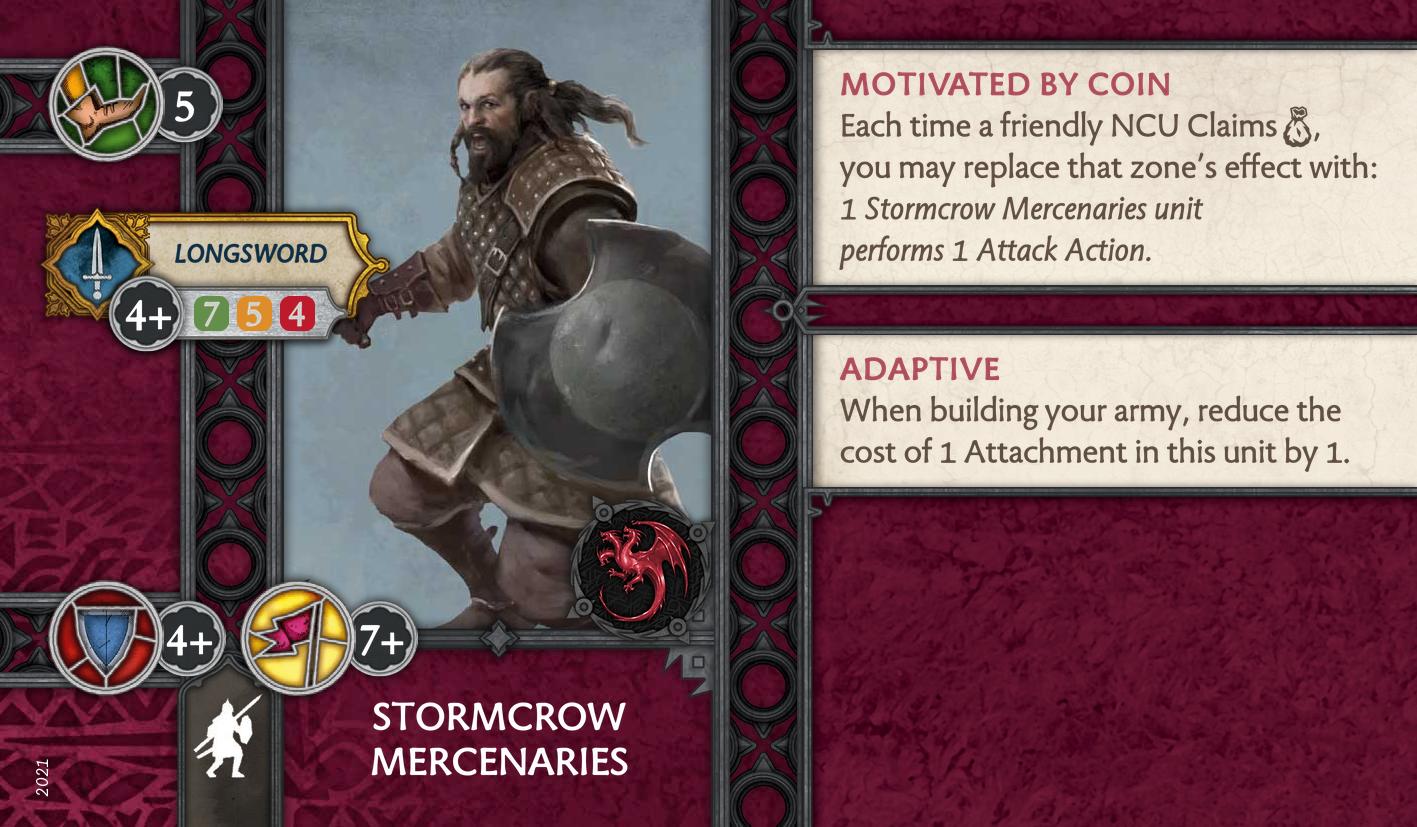 5
LONGSWORD
4+ 7 5 4
4+ 7+
STORMCROW
MERCENARIES
2021
MOTIVATED BY COIN
Each time a friendly NCU Claims ,
you may replace that zone's effect with:
1 Stormcrow Mercenaries unit
performs 1 Attack Action.
ADAPTIVE
When building your army, reduce the
cost of 1 Attachment in this unit by 1.